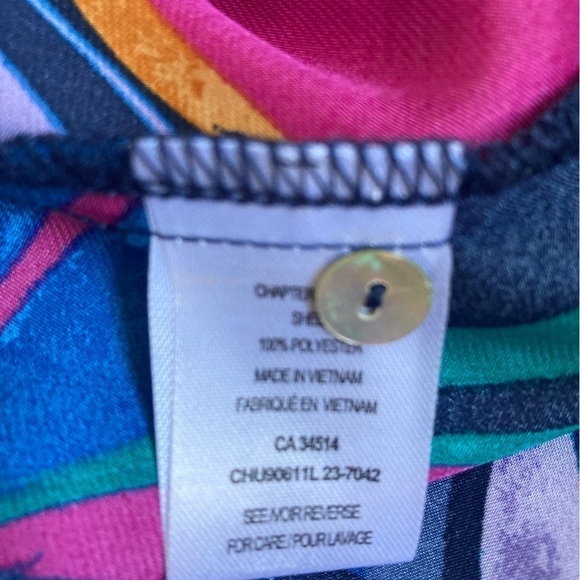 CHAPTER
SHE
100% POLYESTER
MADE IN VIETNAM
FABRIQUÉ EN VIETNAM
CA 34514
CHU90611L 23-7042
SEE/VOIR REVERSE
FOR CARE / POUR LAVAGE